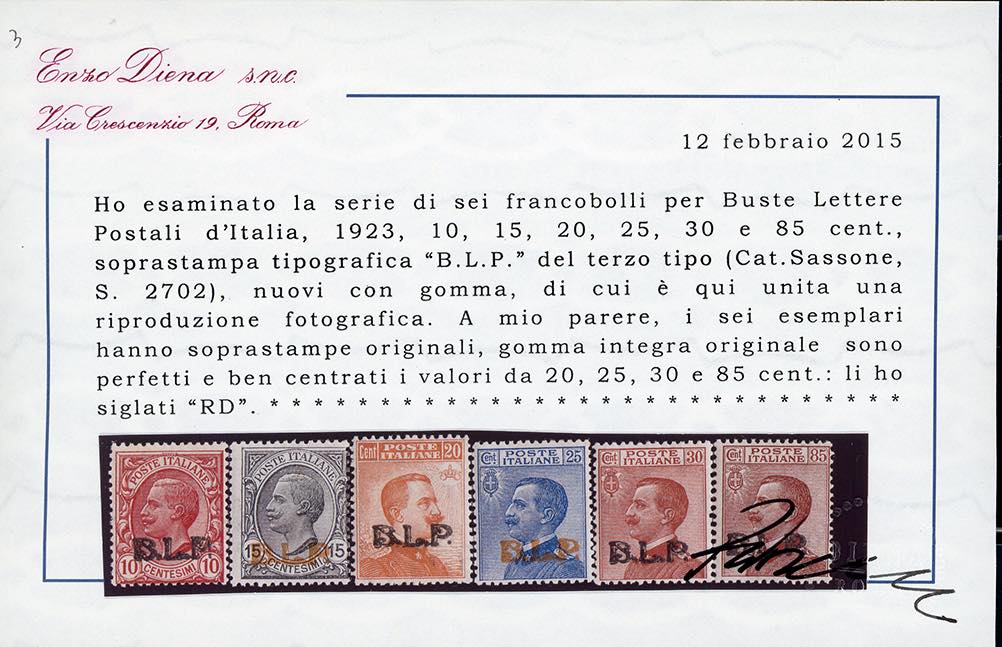 3
Enzo Diena s.n.c.
Via Crescenzio 19, Roma
12 febbraio 2015
Ho esaminato la serie di sei francobolli per Buste Lettere
Postali d'Italia, 1923, 10, 15, 20, 25, 30 e 85 cent.,
soprastampa tipografica “B.L.P.” del terzo tipo (Cat.Sassone,
S. 2702), nuovi con gomma, di cui è qui unita una
riproduzione fotografica. A mio parere, i sei esemplari
hanno soprastampe originali, gomma integra originale sono
perfetti e ben centrati i valori da 20, 25, 30 e 85 cent.: li ho
siglati “RD”. * * * * * * * * * * * * * * * * * * * * * * * * * * * * *
POSTE ITALIANE
B.L.P.
10 CENTESIMI 10
POSTE ITALIANE
B.L.P.
15 CENTESIMI 15
Cent POSTE ITALIANE 20
B.L.P.
Cent POSTE ITALIANE 25
B.L.P.
Cent POSTE ITALIANE 30
B.L.P.
Cent POSTE ITALIANE 85
B.L.P.